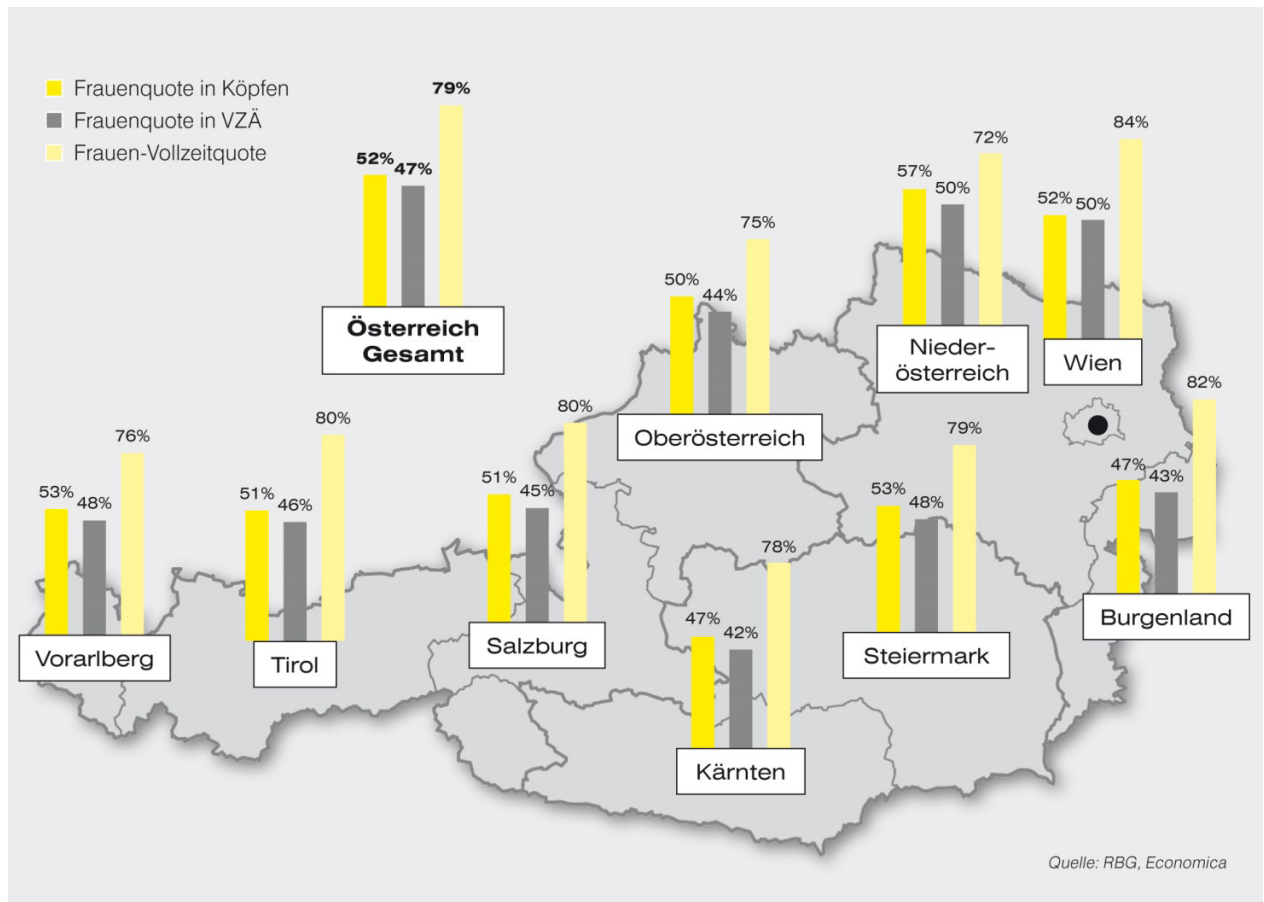 Frauenquote in Köpfen
Frauenquote in VZÄ
Frauen-Vollzeitquote
52%
47%
79%
Österreich
Gesamt
50%
44%
75%
Oberösterreich
57%
50%
72%
Nieder-
österreich
52%
50%
84%
Wien
53%
48%
76%
Vorarlberg
51%
46%
80%
Tirol
51%
45%
80%
Salzburg
47%
42%
78%
Kärnten
53%
48%
79%
Steiermark
47%
43%
82%
Burgenland
Quelle: RBG, Economica